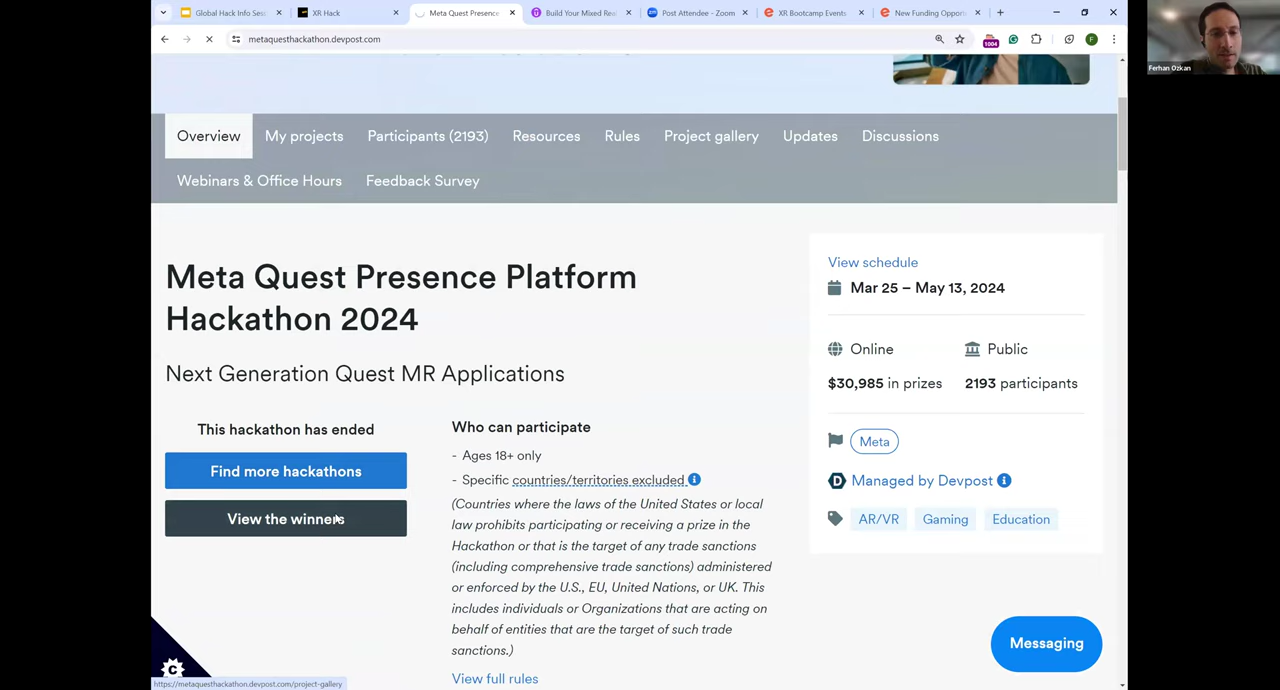 Global Hack Info Sess
XR Hack
Meta Quest Presence
Build Your Mixed Rea
Post Attendee - Zoom
XR Bootcamp Events
New Funding Opport
metaquesthackathon.devpost.com
1004
F
Ferhan Ozkan
Overview
My projects
Participants (2193)
Resources
Rules
Project gallery
Updates
Discussions
Webinars & Office Hours
Feedback Survey
Meta Quest Presence Platform
Hackathon 2024
Next Generation Quest MR Applications
This hackathon has ended
Find more hackathons
View the winners
Who can participate
- Ages 18+ only
- Specific countries/territories excluded
(Countries where the laws of the United States or local
law prohibits participating or receiving a prize in the
Hackathon or that is the target of any trade sanctions
(including comprehensive trade sanctions) administered
or enforced by the U.S., EU, United Nations, or UK. This
includes individuals or Organizations that are acting on
behalf of entities that are the target of such trade
sanctions.)
View full rules
View schedule
Mar 25 – May 13, 2024
Online
Public
$30,985 in prizes
2193 participants
Meta
D
Managed by Devpost
AR/VR
Gaming
Education
Messaging
C
https://metaquesthackathon.devpost.com/project-gallery